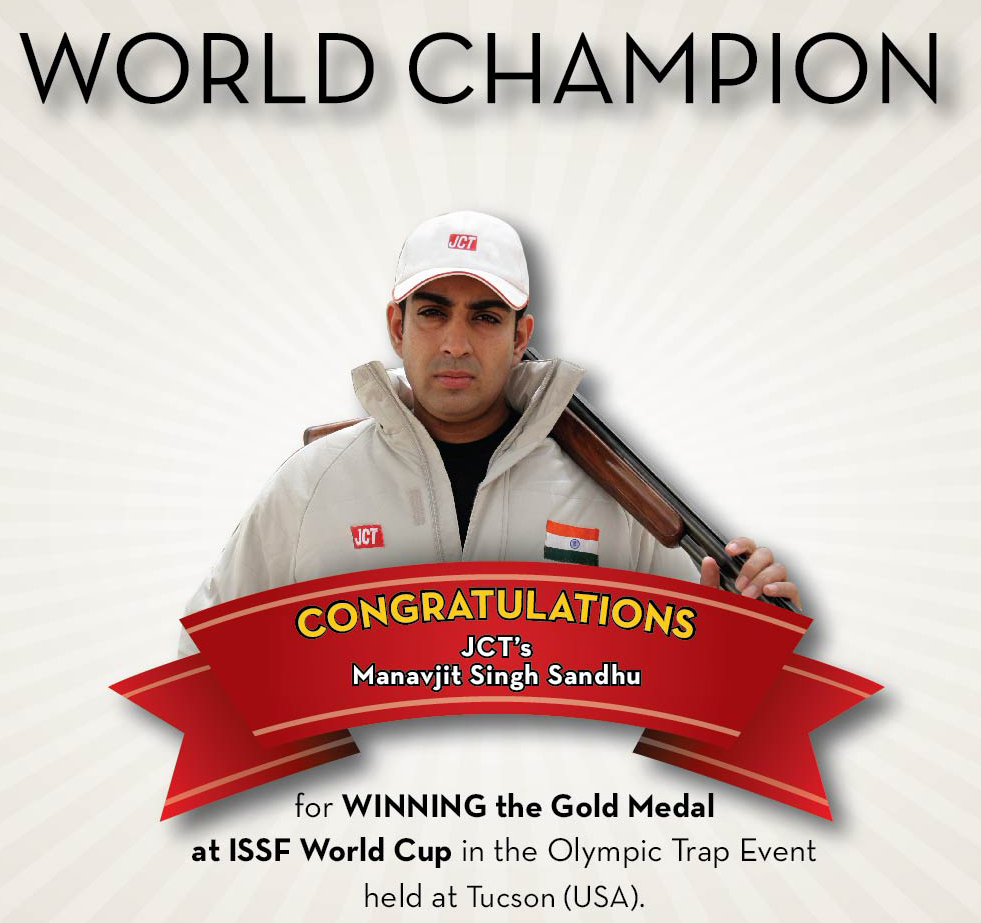 WORLD CHAMPION
JCT
JCT
CONGRATULATIONS
JCT's
Manavjit Singh Sandhu
for WINNING the Gold Medal
at ISSF World Cup in the Olympic Trap Event
held at Tucson (USA).